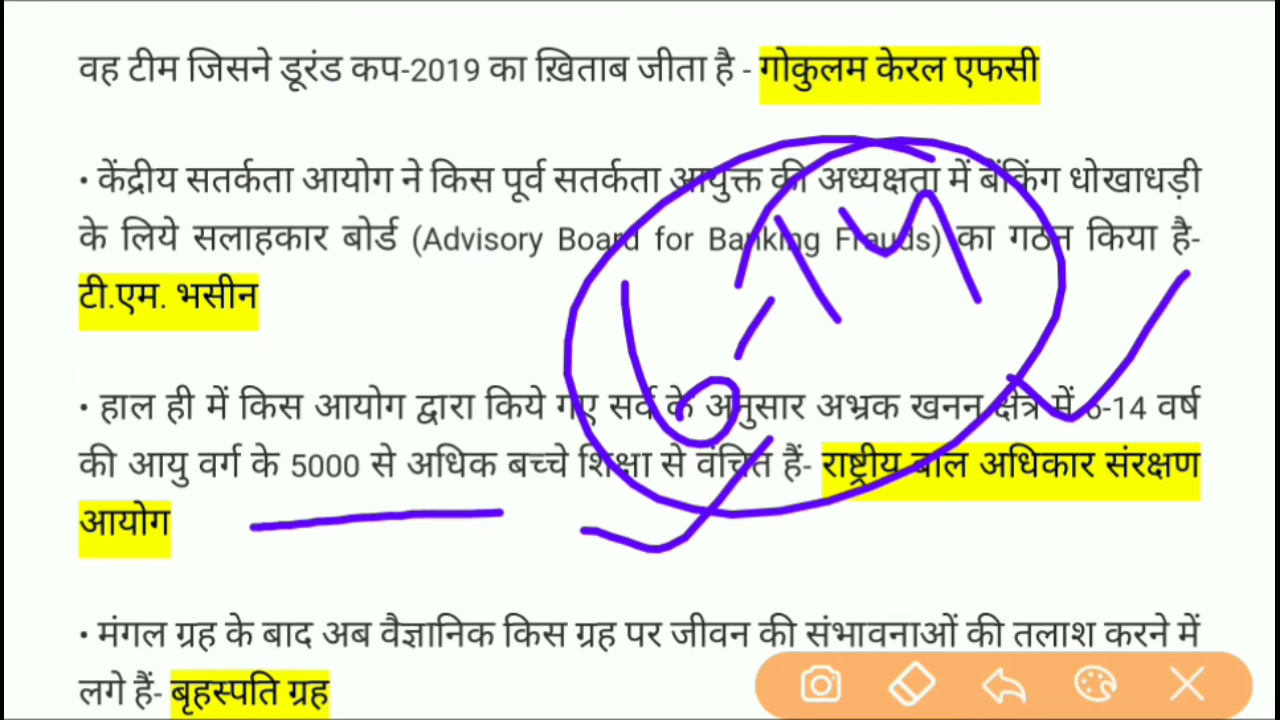 वह टीम जिसने डूरंड कप-2019 का ख़िताब जीता है - गोकुलम केरल एफसी
• केंद्रीय सतर्कता आयोग ने किस पूर्व सतर्कता आयुक्त की अध्यक्षता में बैंकिंग धोखाधड़ी
के लिये सलाहकार बोर्ड (Advisory Board for Banking Frauds) का गठन किया है-
टी.एम. भसीन
• हाल ही में किस आयोग द्वारा किये गए सर्वे के अनुसार अभ्रक खनन क्षेत्र में 6-14 वर्ष
की आयु वर्ग के 5000 से अधिक बच्चे शिक्षा से वंचित हैं- राष्ट्रीय बाल अधिकार संरक्षण
आयोग
• मंगल ग्रह के बाद अब वैज्ञानिक किस ग्रह पर जीवन की संभावनाओं की तलाश करने में
लगे हैं- बृहस्पति ग्रह